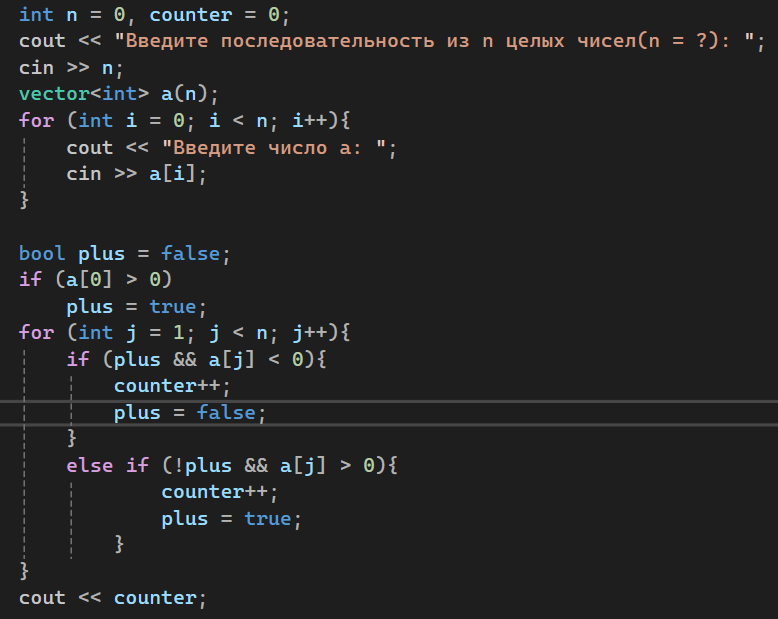 int n = 0, counter = 0;
cout << "Введите последовательность из n целых чисел(n = ?): ";
cin >> n;
vector<int> a(n);
for (int i = 0; i < n; i++){
    cout << "Введите число a: ";
    cin >> a[i];
}

bool plus = false;
if (a[0] > 0)
    plus = true;
for (int j = 1; j < n; j++){
    if (plus && a[j] < 0){
        counter++;
        plus = false;
    }
    else if (!plus && a[j] > 0){
            counter++;
            plus = true;
        }
}
cout << counter;